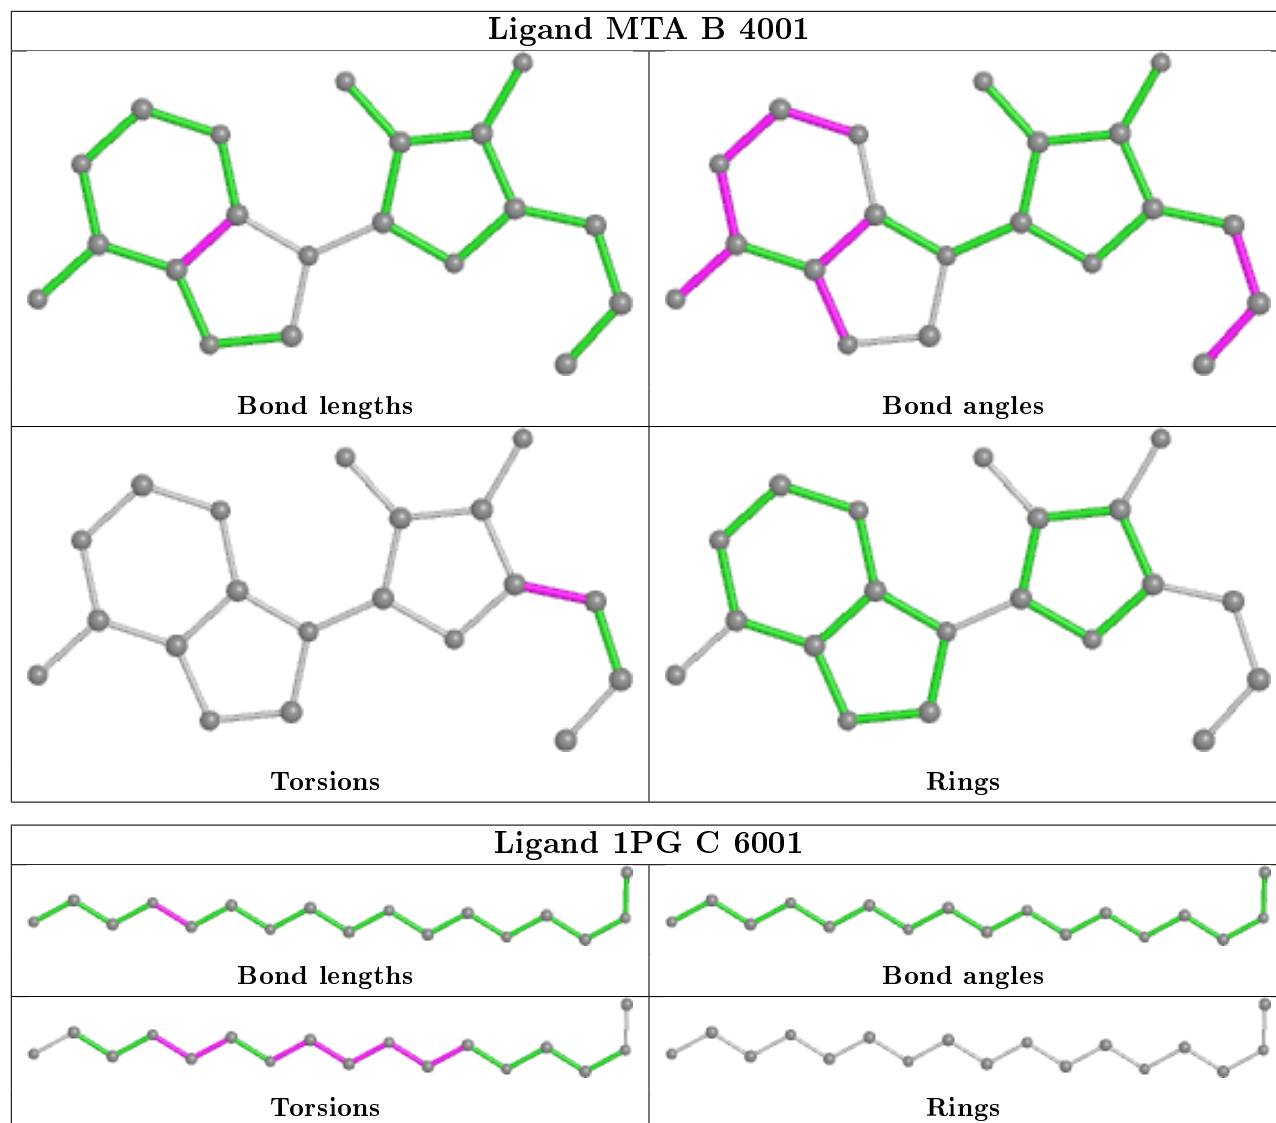 Ligand MTA B 4001
Bond lengths
Bond angles
Torsions
Rings
Ligand 1PG C 6001
Bond lengths
Bond angles
Torsions
Rings